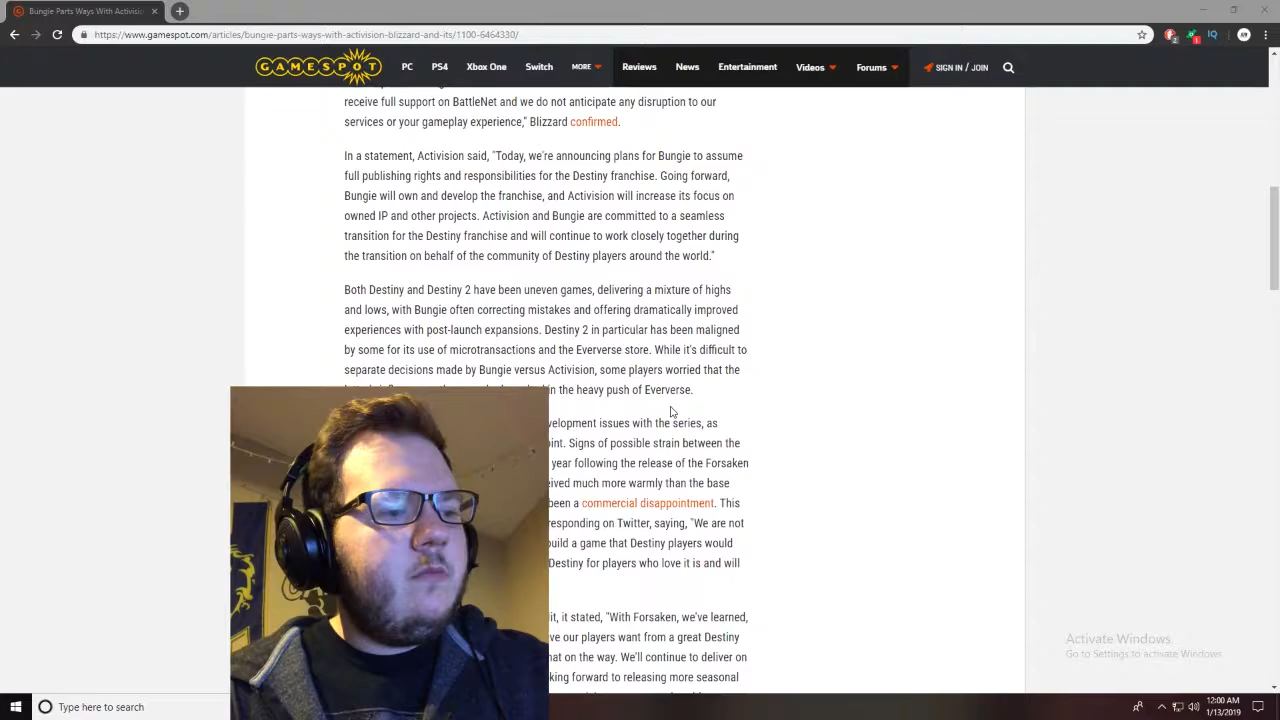 Bungie Parts Ways With Activisio
https://www.gamespot.com/articles/bungie-parts-ways-with-activision-blizzard-and-its/1100-6464330/
GAMESPOT PC PS4 Xbox One Switch MORE Reviews News Entertainment Videos Forums SIGN IN / JOIN
receive full support on BattleNet and we do not anticipate any disruption to our
services or your gameplay experience," Blizzard confirmed.
In a statement, Activision said, "Today, we're announcing plans for Bungie to assume
full publishing rights and responsibilities for the Destiny franchise. Going forward,
Bungie will own and develop the franchise, and Activision will increase its focus on
owned IP and other projects. Activision and Bungie are committed to a seamless
transition for the Destiny franchise and will continue to work closely together during
the transition on behalf of the community of Destiny players around the world."
Both Destiny and Destiny 2 have been uneven games, delivering a mixture of highs
and lows, with Bungie often correcting mistakes and offering dramatically improved
experiences with post-launch expansions. Destiny 2 in particular has been maligned
by some for its use of microtransactions and the Eververse store. While it's difficult to
separate decisions made by Bungie versus Activision, some players worried that the
in the heavy push of Eververse.
velopment issues with the series, as
int. Signs of possible strain between the
year following the release of the Forsaken
eived much more warmly than the base
been a commercial disappointment. This
responding on Twitter, saying, "We are not
uild a game that Destiny players would
Destiny for players who love it is and will
it, it stated, "With Forsaken, we've learned,
ve our players want from a great Destiny
hat on the way. We'll continue to deliver on
king forward to releasing more seasonal
Activate Windows
Go to Settings to activate Windows.
Type here to search
12:00 AM
1/13/2019